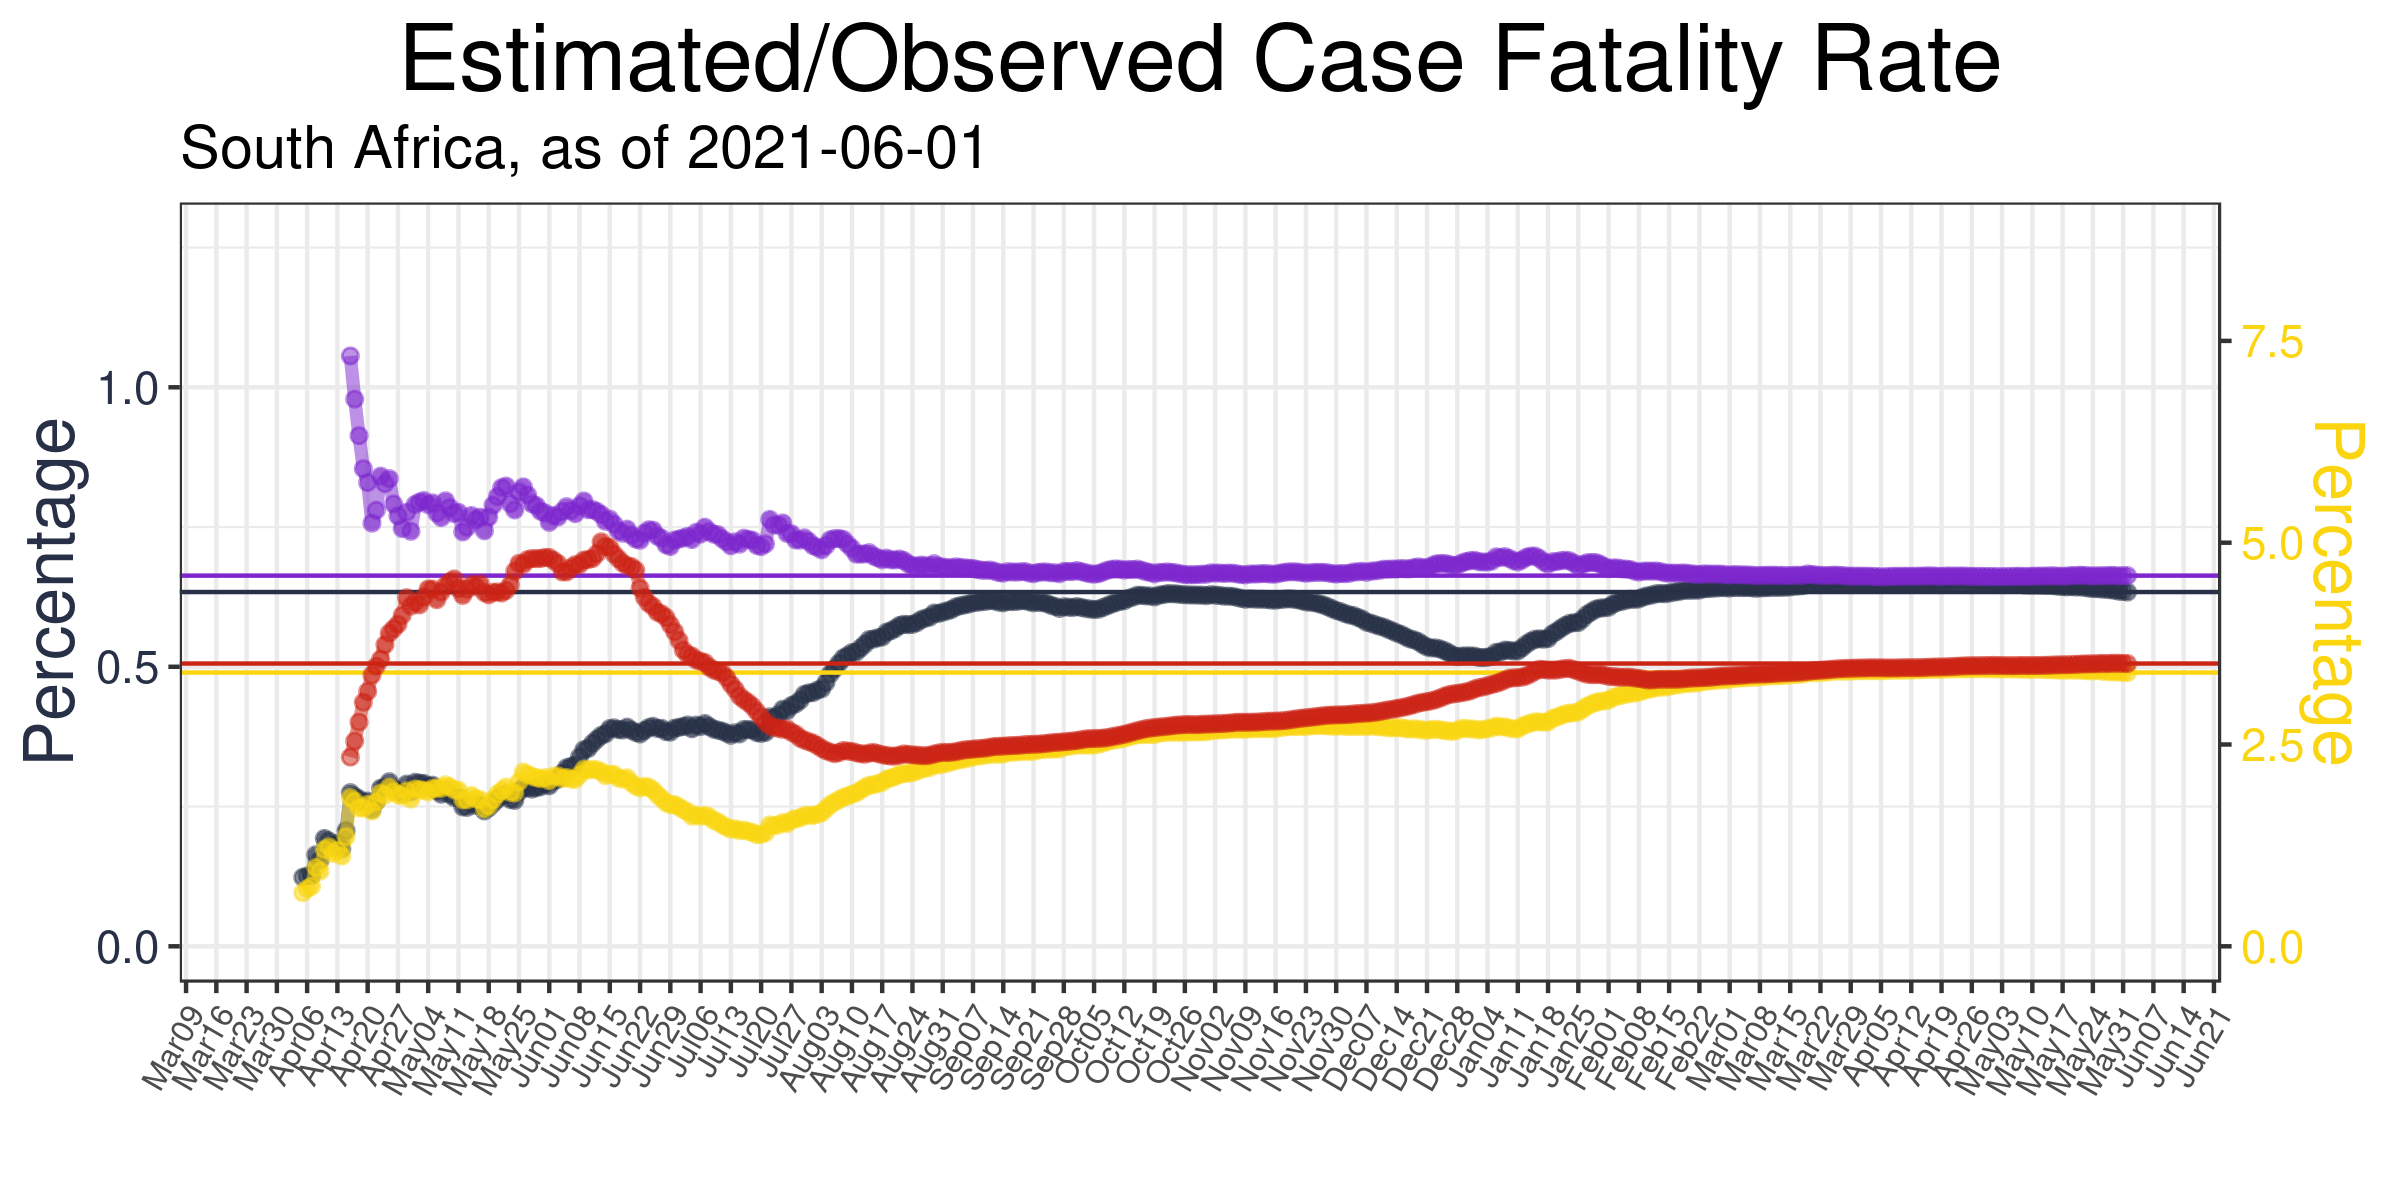 Estimated/Observed Case Fatality Rate
South Africa, as of 2021-06-01
Percentage
1.0
0.5
0.0
Percentage
7.5
5.0
2.5
0.0
Mar09 Mar16 Mar23 Mar30 Apr06 Apr13 Apr20 Apr27 May04 May11 May18 May25 Jun01 Jun08 Jun15 Jun22 Jun29 Jul06 Jul13 Jul20 Jul27 Aug03 Aug10 Aug17 Aug24 Aug31 Sep07 Sep14 Sep21 Sep28 Oct05 Oct12 Oct19 Oct26 Nov02 Nov09 Nov16 Nov23 Nov30 Dec07 Dec14 Dec21 Dec28 Jan04 Jan11 Jan18 Jan25 Feb01 Feb08 Feb15 Feb22 Mar01 Mar08 Mar15 Mar22 Mar29 Apr05 Apr12 Apr19 Apr26 May03 May10 May17 May24 May31 Jun07 Jun14 Jun21